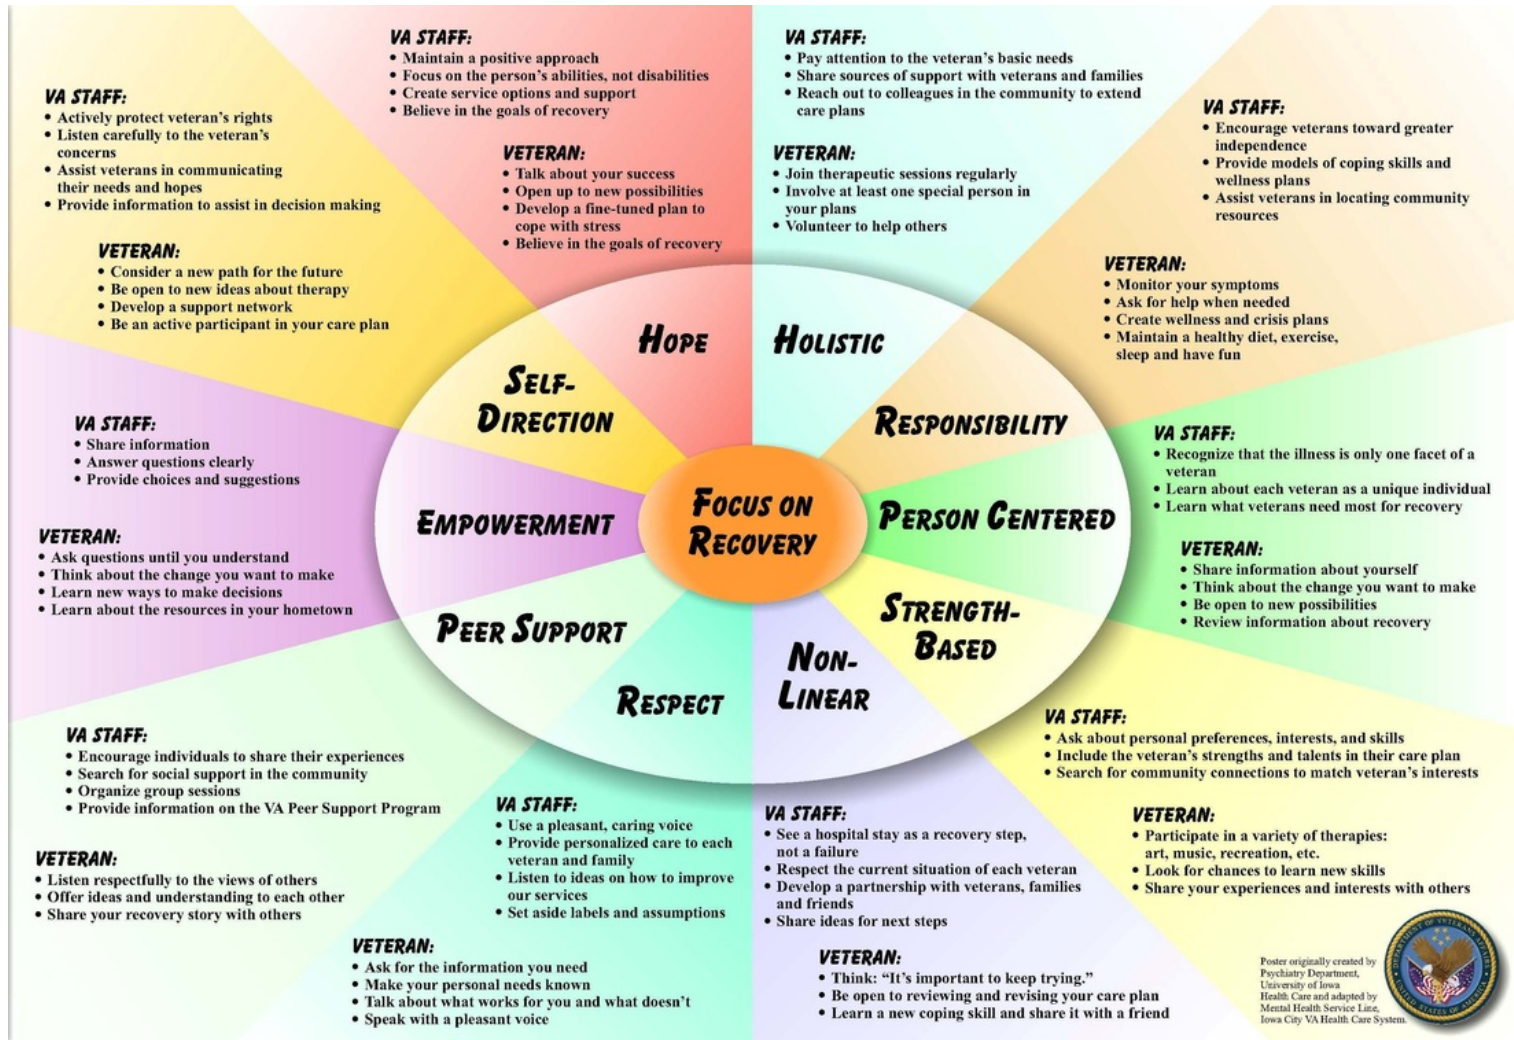 VA STAFF:
• Maintain a positive approach
• Focus on the person's abilities, not disabilities
• Create service options and support
• Believe in the goals of recovery
VETERAN:
• Talk about your success
• Open up to new possibilities
• Develop a fine-tuned plan to
cope with stress
• Believe in the goals of recovery
HOPE
VA STAFF:
• Pay attention to the veteran's basic needs
• Share sources of support with veterans and families
• Reach out to colleagues in the community to extend
care plans
VETERAN:
• Join therapeutic sessions regularly
• Involve at least one special person in
your plans
• Volunteer to help others
HOLISTIC
VA STAFF:
• Encourage veterans toward greater
independence
• Provide models of coping skills and
wellness plans
• Assist veterans in locating community
resources
VETERAN:
• Monitor your symptoms
• Ask for help when needed
• Create wellness and crisis plans
• Maintain a healthy diet, exercise,
sleep and have fun
RESPONSIBILITY
VA STAFF:
• Recognize that the illness is only one facet of a
veteran
• Learn about each veteran as a unique individual
• Learn what veterans need most for recovery
VETERAN:
• Share information about yourself
• Think about the change you want to make
• Be open to new possibilities
• Review information about recovery
PERSON CENTERED
VA STAFF:
• Ask about personal preferences, interests, and skills
• Include the veteran's strengths and talents in their care plan
• Search for community connections to match veteran's interests
VETERAN:
• Participate in a variety of therapies:
art, music, recreation, etc.
• Look for chances to learn new skills
• Share your experiences and interests with others
STRENGTH-
BASED
VA STAFF:
• See a hospital stay as a recovery step,
not a failure
• Respect the current situation of each veteran
• Develop a partnership with veterans, families
and friends
• Share ideas for next steps
VETERAN:
• Think: "It's important to keep trying."
• Be open to reviewing and revising your care plan
• Learn a new coping skill and share it with a friend
NON-
LINEAR
VA STAFF:
• Use a pleasant, caring voice
• Provide personalized care to each
veteran and family
• Listen to ideas on how to improve
our services
• Set aside labels and assumptions
VETERAN:
• Ask for the information you need
• Make your personal needs known
• Talk about what works for you and what doesn't
• Speak with a pleasant voice
RESPECT
VA STAFF:
• Encourage individuals to share their experiences
• Search for social support in the community
• Organize group sessions
• Provide information on the VA Peer Support Program
VETERAN:
• Listen respectfully to the views of others
• Offer ideas and understanding to each other
• Share your recovery story with others
PEER SUPPORT
VA STAFF:
• Share information
• Answer questions clearly
• Provide choices and suggestions
VETERAN:
• Ask questions until you understand
• Think about the change you want to make
• Learn new ways to make decisions
• Learn about the resources in your hometown
EMPOWERMENT
VA STAFF:
• Actively protect veteran's rights
• Listen carefully to the veteran's
concerns
• Assist veterans in communicating
their needs and hopes
• Provide information to assist in decision making
VETERAN:
• Consider a new path for the future
• Be open to new ideas about therapy
• Develop a support network
• Be an active participant in your care plan
SELF-
DIRECTION
FOCUS ON
RECOVERY
Poster originally created by
Psychiatry Department,
University of Iowa
Health Care and adapted by
Mental Health Service Line,
Iowa City VA Health Care System.
DEPARTMENT OF VETERANS AFFAIRS
UNITED STATES OF AMERICA